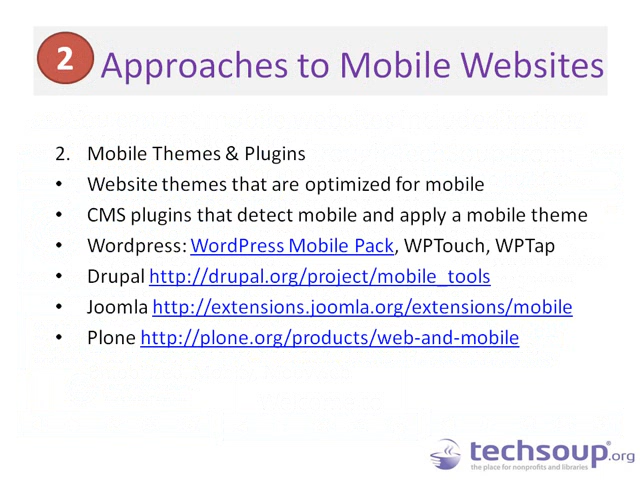 2 Approaches to Mobile Websites
2. Mobile Themes & Plugins
• Website themes that are optimized for mobile
• CMS plugins that detect mobile and apply a mobile theme
• Wordpress: WordPress Mobile Pack, WPTouch, WPTap
• Drupal http://drupal.org/project/mobile_tools
• Joomla http://extensions.joomla.org/extensions/mobile
• Plone http://plone.org/products/web-and-mobile
techsoup®.org
the place for nonprofits and libraries